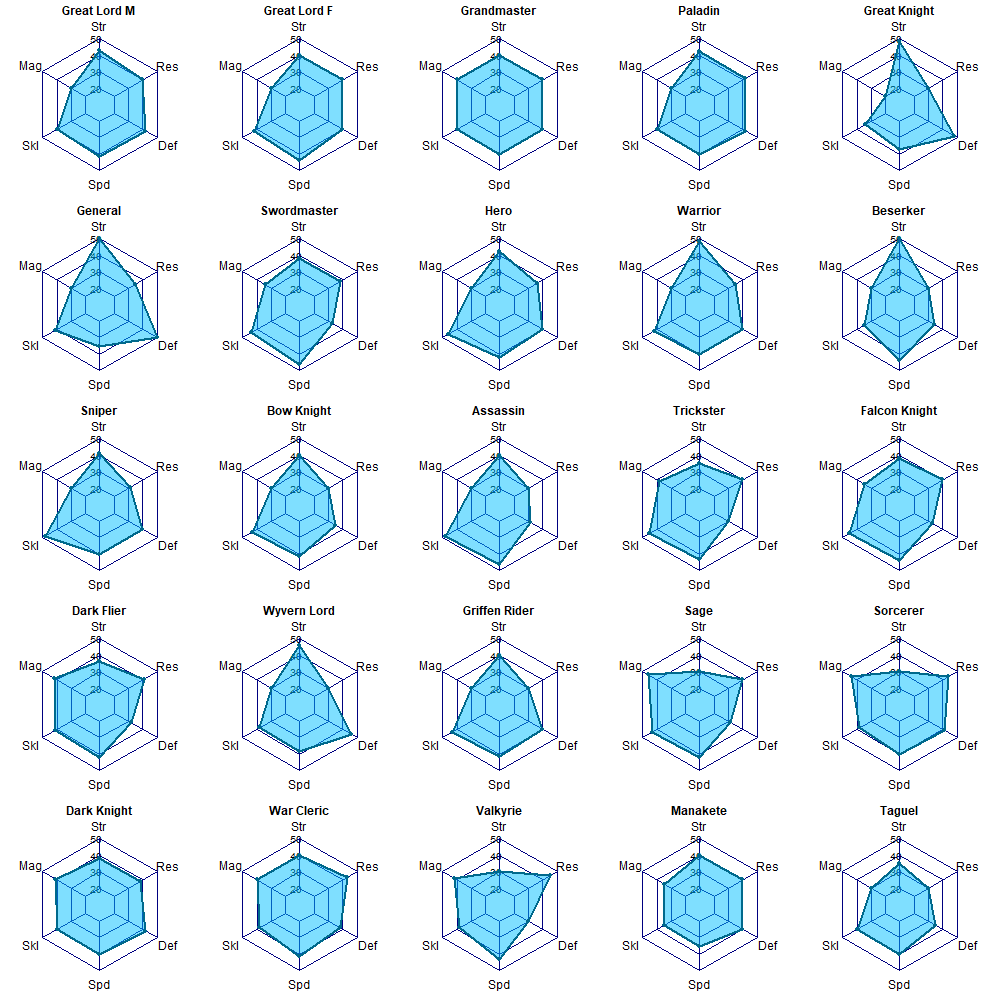 Great Lord M
Str
50
Mag 40 Res
30
20
Skl Def
Spd
Great Lord F
Str
50
Mag 40 Res
30
20
Skl Def
Spd
Grandmaster
Str
50
Mag 40 Res
30
20
Skl Def
Spd
Paladin
Str
50
Mag 40 Res
30
20
Skl Def
Spd
Great Knight
Str
50
Mag 40 Res
30
20
Skl Def
Spd
General
Str
50
Mag 40 Res
30
20
Skl Def
Spd
Swordmaster
Str
50
Mag 40 Res
30
20
Skl Def
Spd
Hero
Str
50
Mag 40 Res
30
20
Skl Def
Spd
Warrior
Str
50
Mag 40 Res
30
20
Skl Def
Spd
Beserker
Str
50
Mag 40 Res
30
20
Skl Def
Spd
Sniper
Str
50
Mag 40 Res
30
20
Skl Def
Spd
Bow Knight
Str
50
Mag 40 Res
30
20
Skl Def
Spd
Assassin
Str
50
Mag 40 Res
30
20
Skl Def
Spd
Trickster
Str
50
Mag 40 Res
30
20
Skl Def
Spd
Falcon Knight
Str
50
Mag 40 Res
30
20
Skl Def
Spd
Dark Flier
Str
50
Mag 40 Res
30
20
Skl Def
Spd
Wyvern Lord
Str
50
Mag 40 Res
30
20
Skl Def
Spd
Griffen Rider
Str
50
Mag 40 Res
30
20
Skl Def
Spd
Sage
Str
50
Mag 40 Res
30
20
Skl Def
Spd
Sorcerer
Str
50
Mag 40 Res
30
20
Skl Def
Spd
Dark Knight
Str
50
Mag 40 Res
30
20
Skl Def
Spd
War Cleric
Str
50
Mag 40 Res
30
20
Skl Def
Spd
Valkyrie
Str
50
Mag 40 Res
30
20
Skl Def
Spd
Manakete
Str
50
Mag 40 Res
30
20
Skl Def
Spd
Taguel
Str
50
Mag 40 Res
30
20
Skl Def
Spd